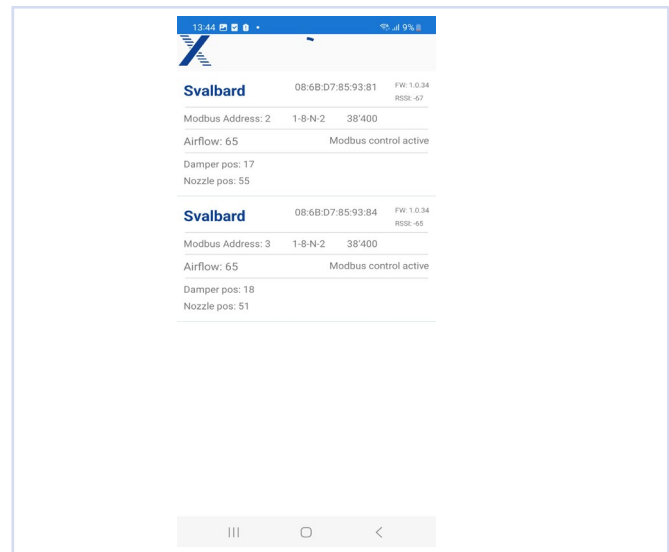 13:44 9%
X
Svalbard 08:6B:D7:85:93:81 FW: 1.0.34
RSSI: -67
Modbus Address: 2 1-8-N-2 38'400
Airflow: 65 Modbus control active
Damper pos: 17
Nozzle pos: 55
Svalbard 08:6B:D7:85:93:84 FW: 1.0.34
RSSI: -65
Modbus Address: 3 1-8-N-2 38'400
Airflow: 65 Modbus control active
Damper pos: 18
Nozzle pos: 51